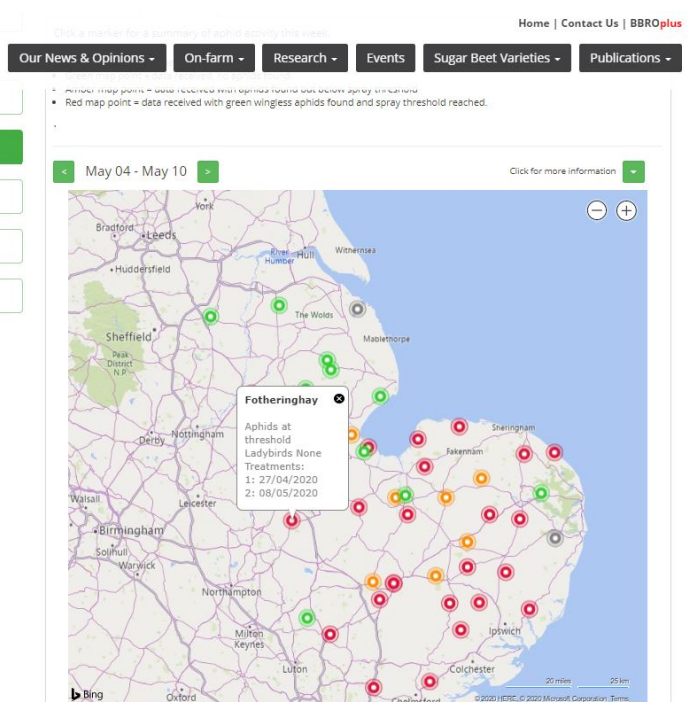 Home | Contact Us | BBROplus
Click a marker for a summary of aphid activity this week.
Our News & Opinions
On-farm
Research
Events
Sugar Beet Varieties
Publications
Green map point = data received, no aphids found
Amber map point = data received with aphids found but below spray threshold
Red map point = data received with green wingless aphids found and spray threshold reached.
.
< May 04 - May 10 >
Click for more information
York
Bradford
Leeds
River Humber
Hull
Withernsea
Huddersfield
The Wolds
Sheffield
Mablethorpe
Peak
District
N.P.
Fotheringhay
Aphids at
threshold
Ladybirds None
Treatments:
1: 27/04/2020
2: 08/05/2020
Derby
Nottingham
Sheringham
Fakenham
Walsall
Leicester
Birmingham
Solihull
Warwick
Northampton
Milton
Keynes
Ipswich
Luton
Colchester
20 miles
25 km
Bing
Oxford
Chelmsford
© 2020 HERE, © 2020 Microsoft Corporation Terms